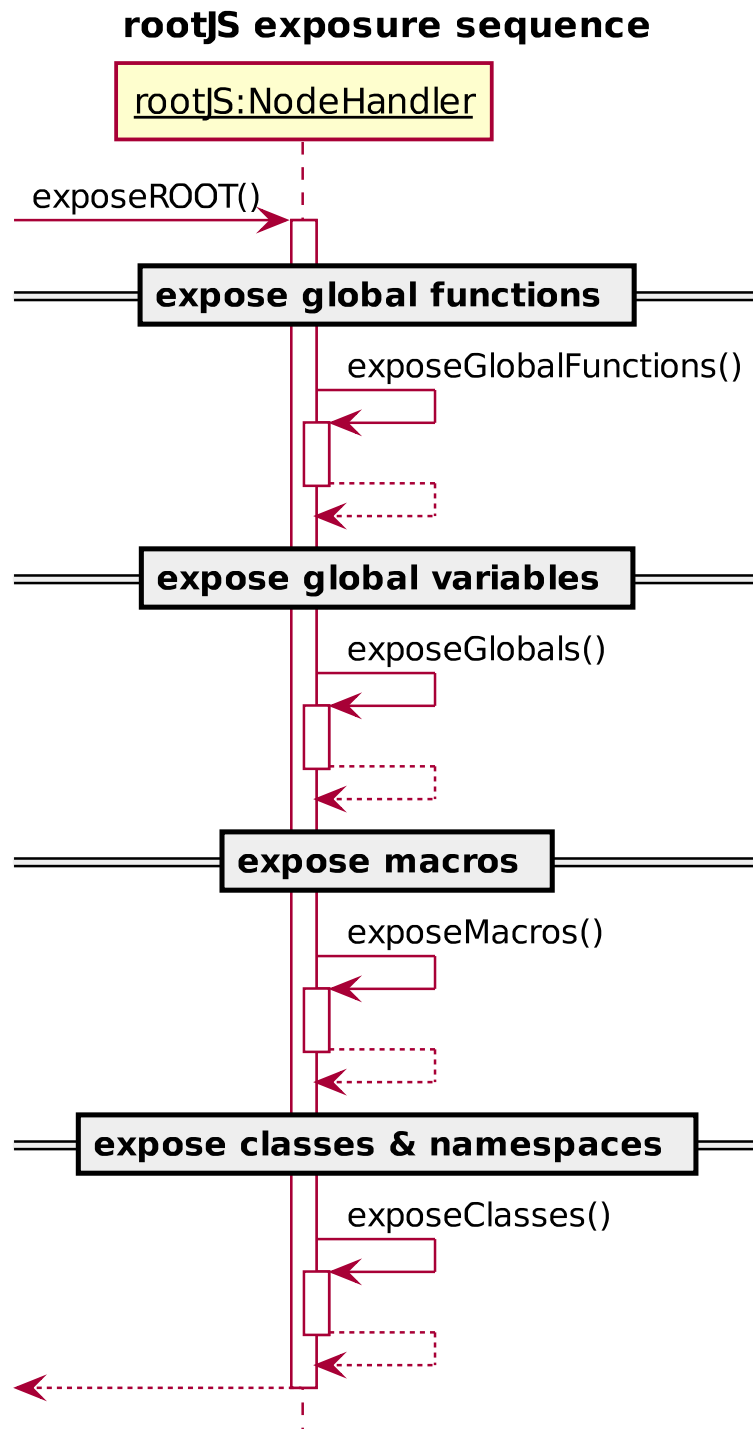 rootJS exposure sequence
rootJS:NodeHandler
exposeROOT()
expose global functions
exposeGlobalFunctions()
expose global variables
exposeGlobals()
expose macros
exposeMacros()
expose classes & namespaces
exposeClasses()